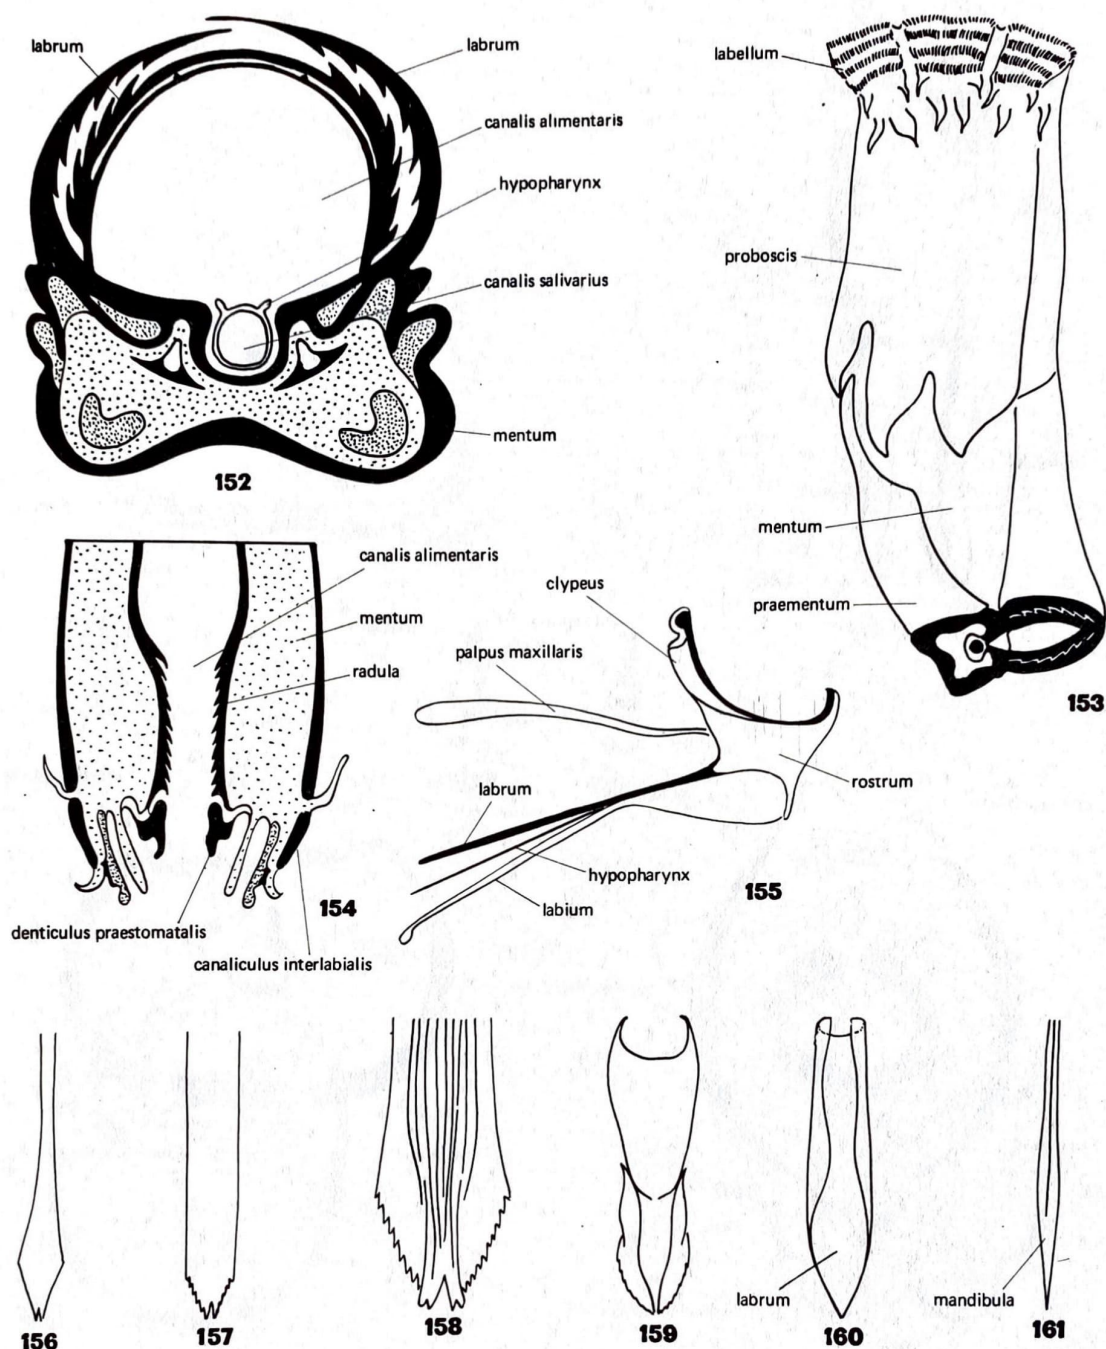 labrum
labrum
canalis alimentaris
hypopharynx
canalis salivarius
mentum
152
labellum
proboscis
mentum
praementum
153
canalis alimentaris
mentum
radula
154
denticulus praestomatalis
canaliculus interlabialis
clypeus
palpus maxillaris
labrum
rostrum
hypopharynx
labium
155
156
157
158
159
labrum
160
mandibula
161